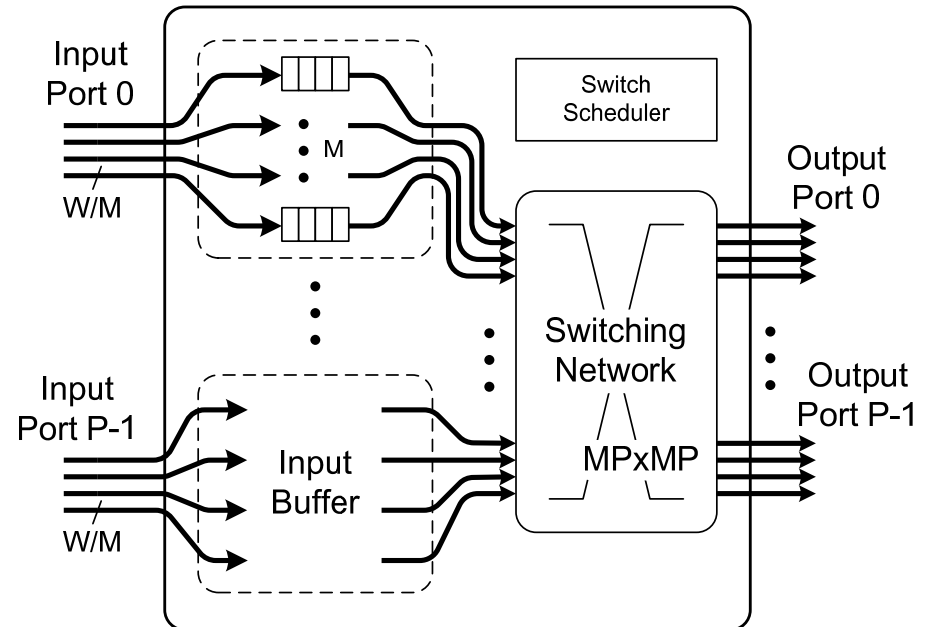 Input
Port 0
W/M
M
Switch
Scheduler
Output
Port 0
Switching
Network
MPxMP
Input
Port P-1
W/M
Input
Buffer
Output
Port P-1